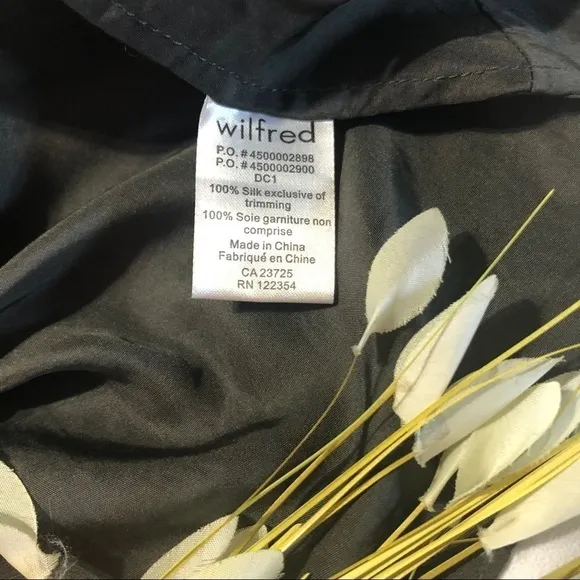 wilfred
P.O. #4500002898
P.O. #4500002900
DC1
100% Silk exclusive of
trimming
100% Soie garniture non
comprise
Made in China
Fabriqué en Chine
CA 23725
RN 122354